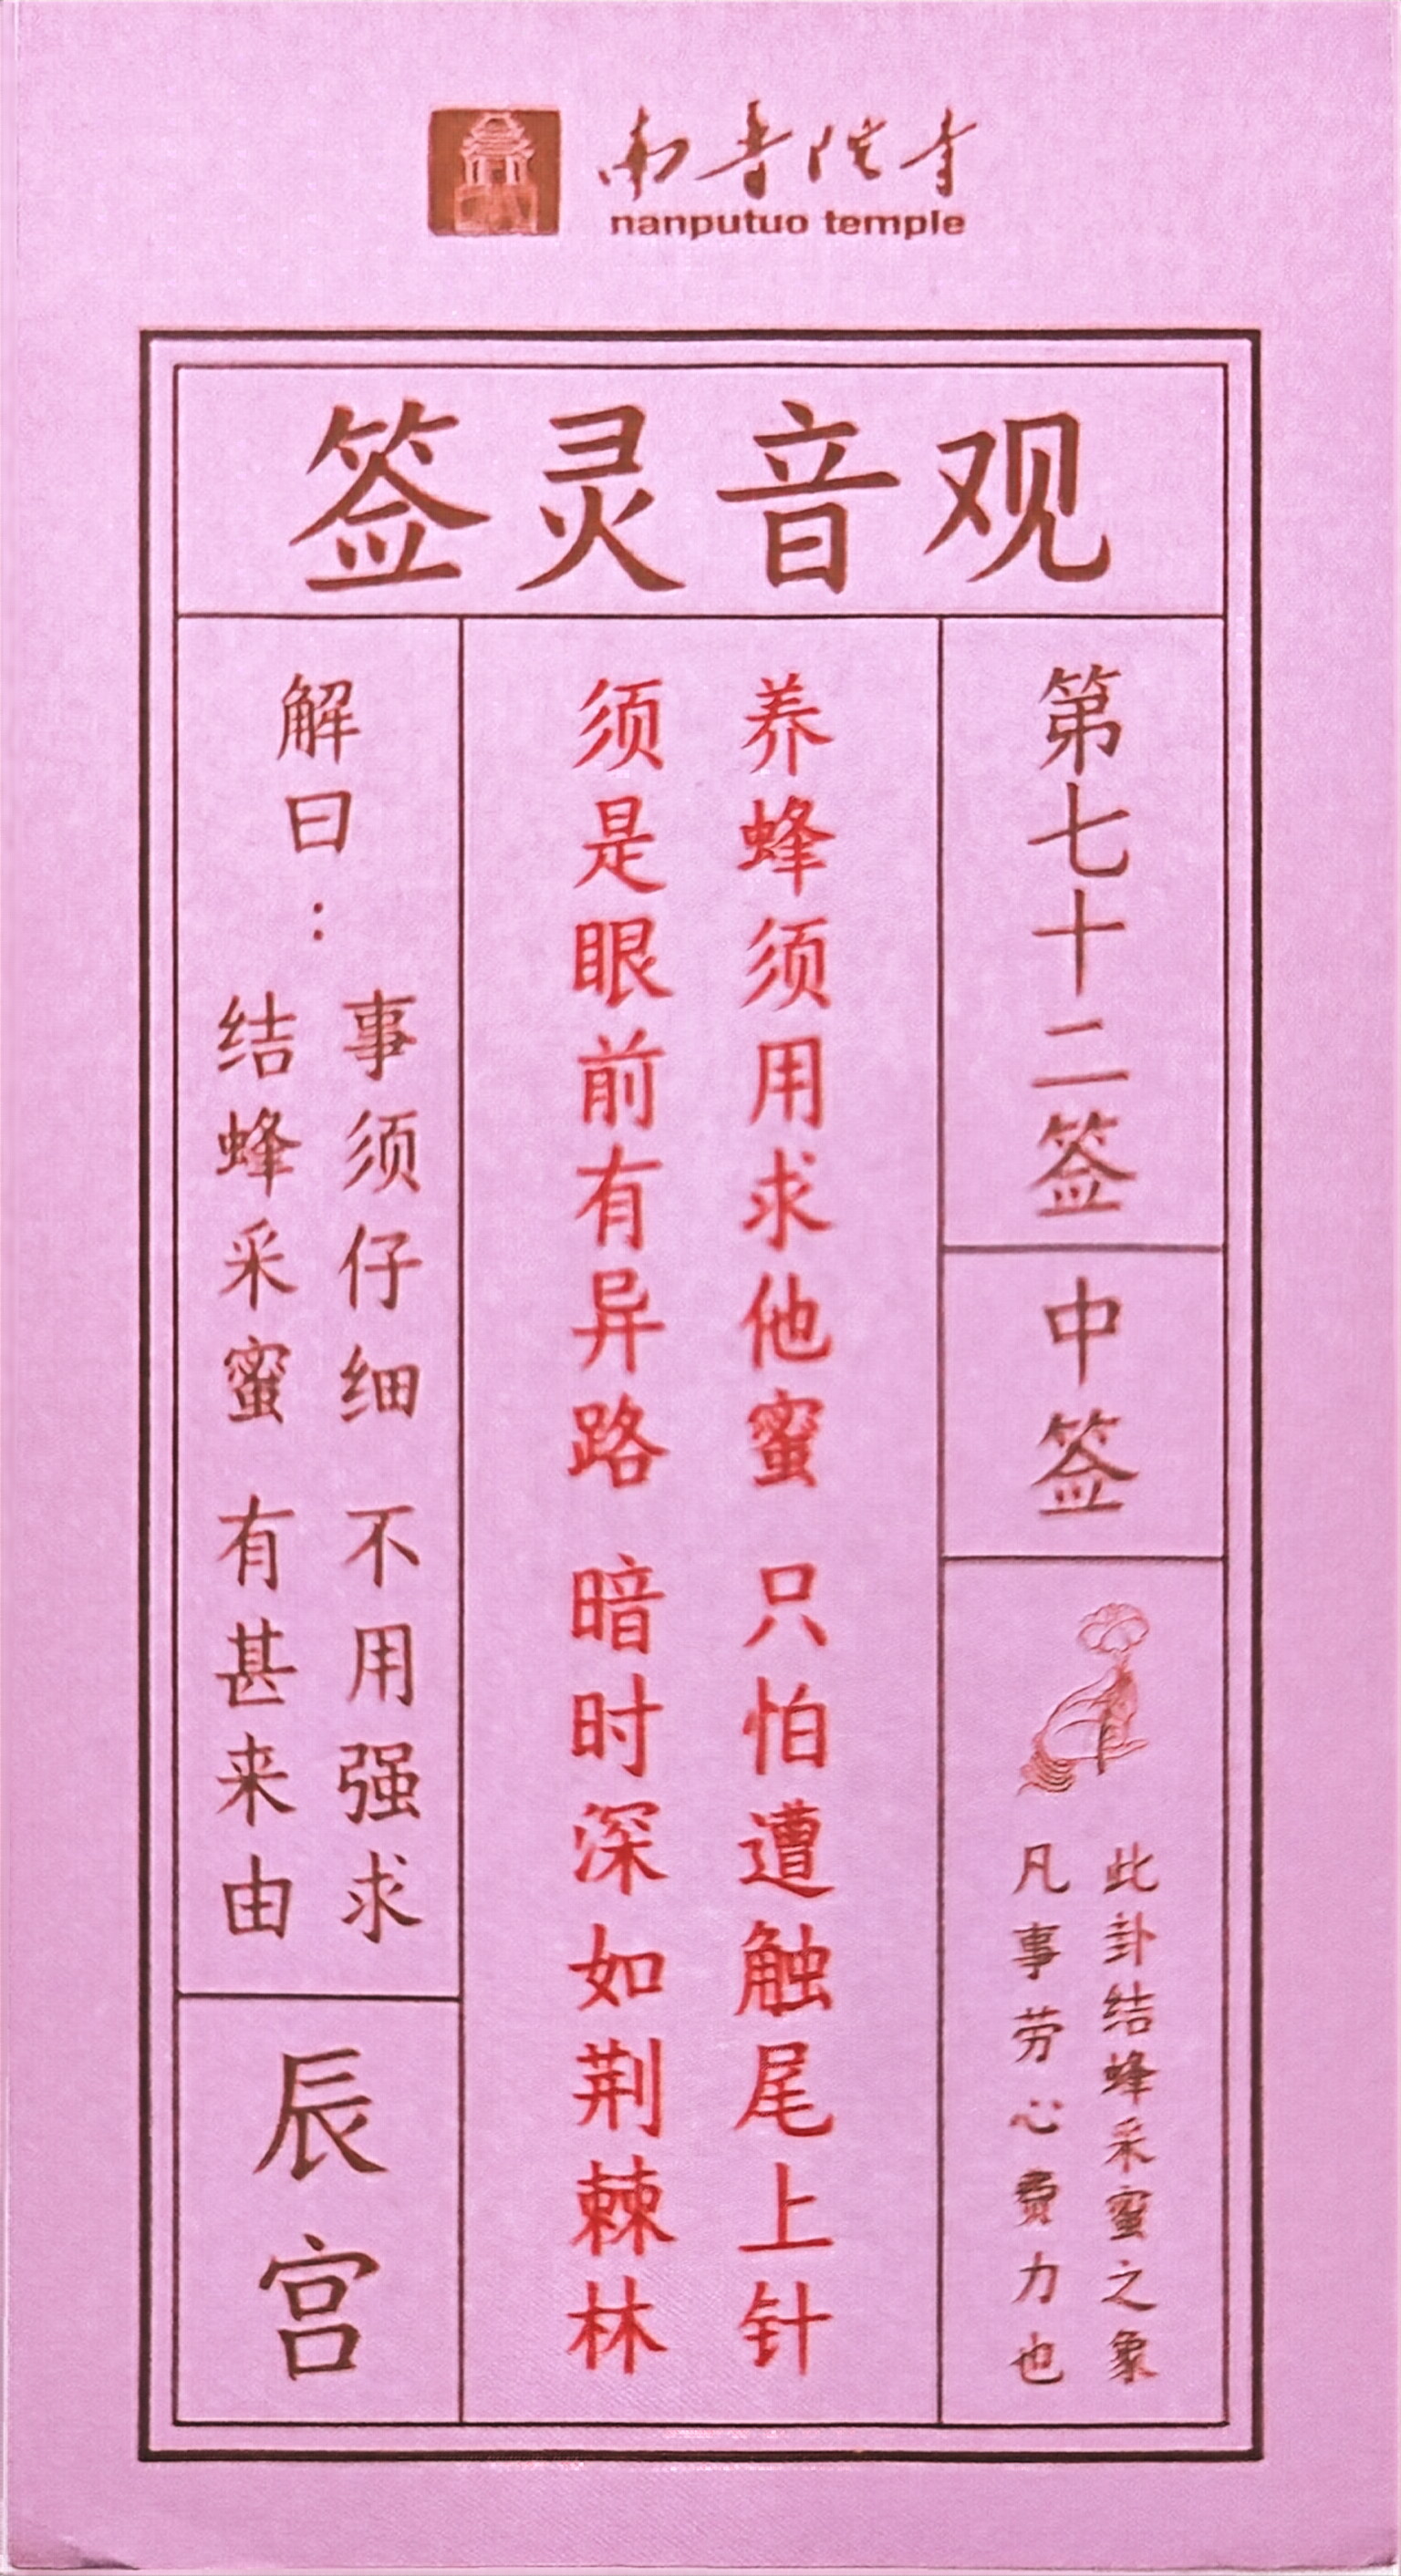 南普陀寺
nanputuo temple
观音灵签
第七十二签
中签
此卦结蜂采蜜之象
凡事劳心费力也
养蜂须用求他蜜 只怕遭触尾上针
须是眼前有异路 暗时深如荆棘林
解曰：
事须仔细 不用强求
结蜂采蜜 有甚来由
辰宫